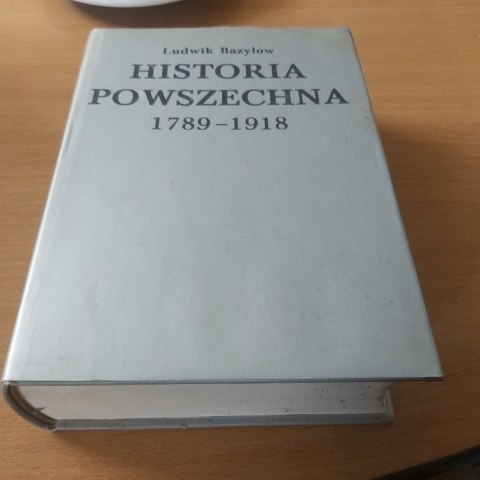 Ludwik Bazylow
HISTORIA
POWSZECHNA
1789–1918